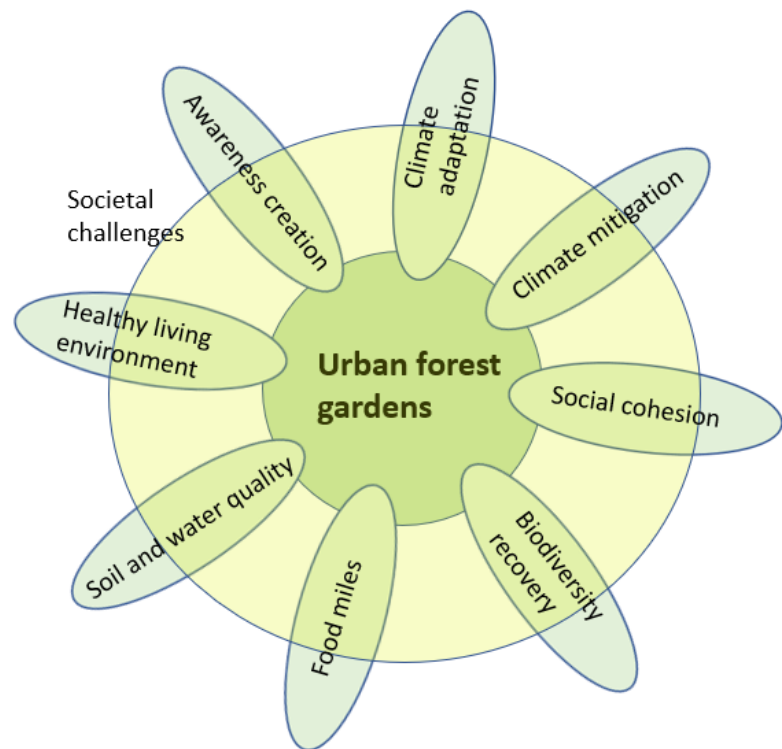 Climate
adaptation
Climate mitigation
Social cohesion
Biodiversity
recovery
Food miles
Soil and water quality
Healthy living
environment
Awareness creation
Societal
challenges
Urban forest
gardens